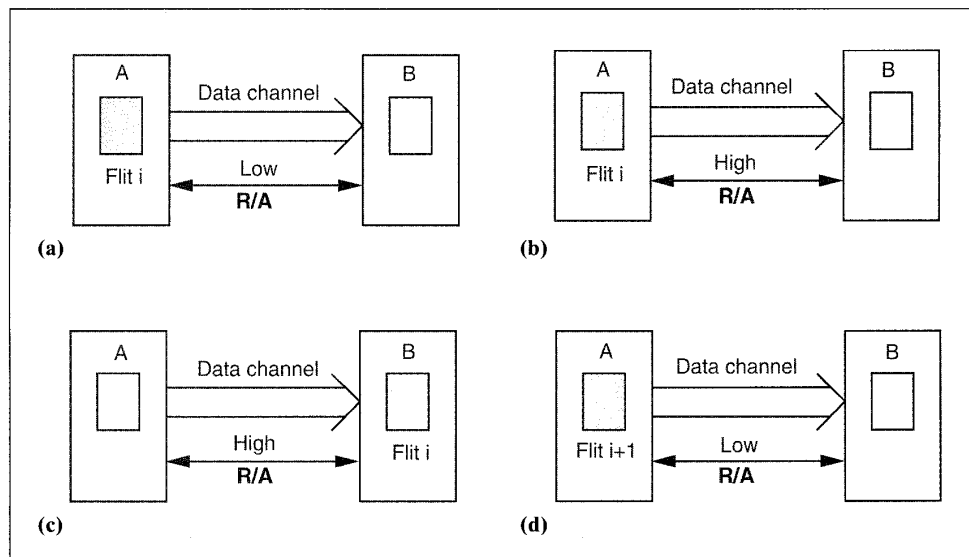 A
B
Data channel
Flit i
Low
R/A
(a)
A
B
Data channel
Flit i
High
R/A
(b)
A
B
Data channel
High
Flit i
R/A
(c)
A
B
Data channel
Flit i+1
Low
R/A
(d)